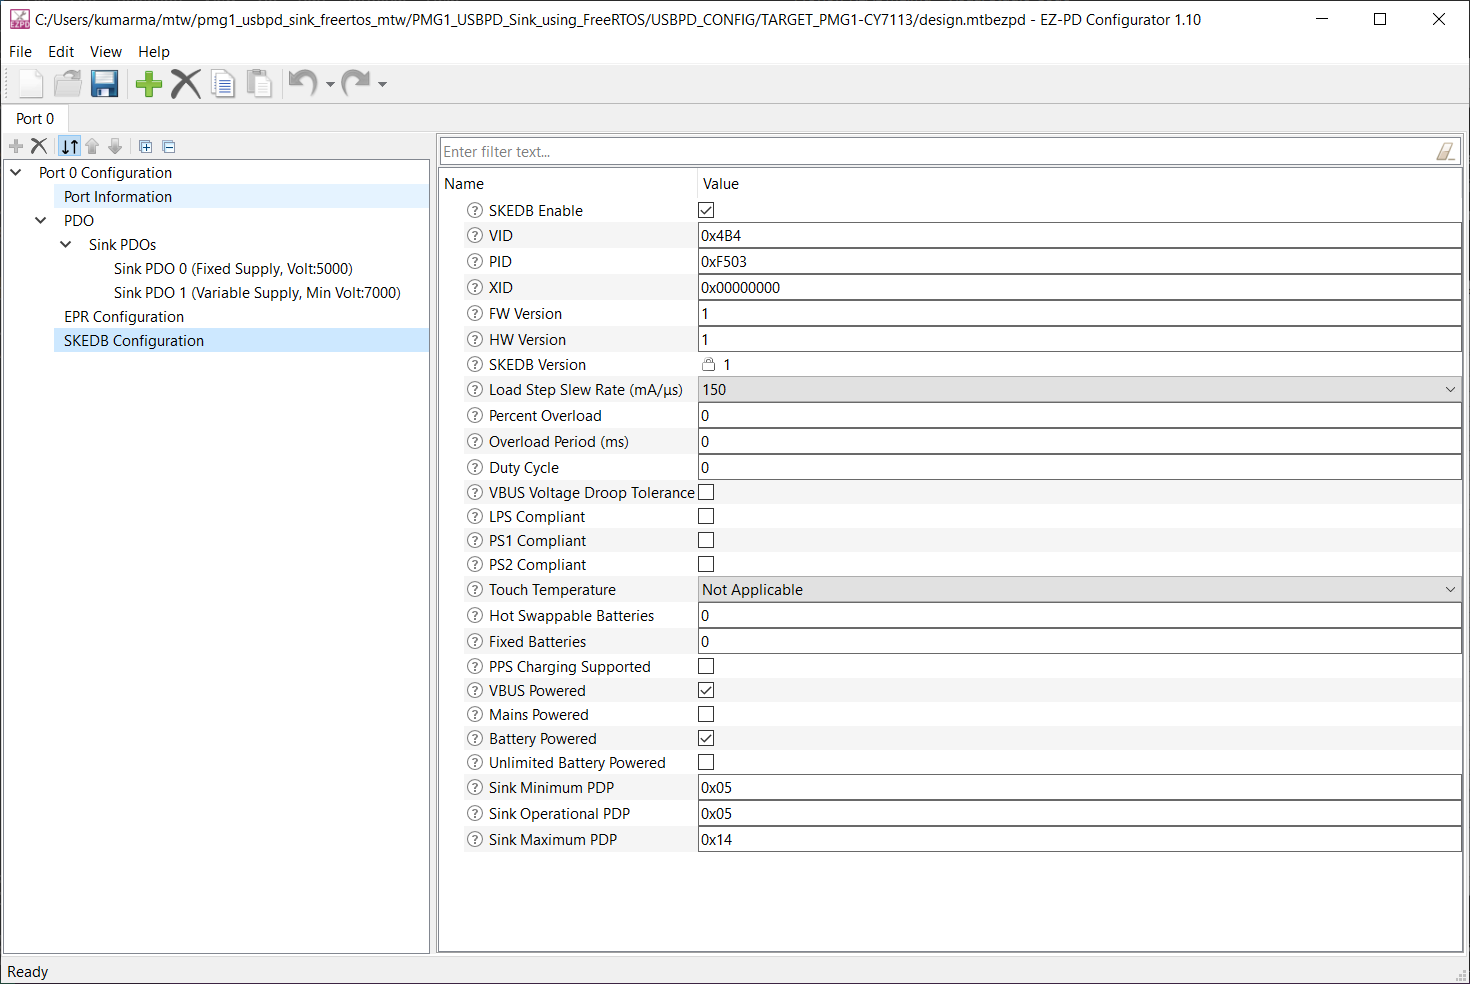 C:/Users/kumarma/mtw/pmg1_usbpd_sink_freertos_mtw/PMG1_USBPD_Sink_using_FreeRTOS/USBPD_CONFIG/TARGET_PMG1-CY7113/design.mtbezpd - EZ-PD Configurator 1.10
File Edit View Help
Port 0
Port 0 Configuration
Port Information
PDO
Sink PDOs
Sink PDO 0 (Fixed Supply, Volt:5000)
Sink PDO 1 (Variable Supply, Min Volt:7000)
EPR Configuration
SKEDB Configuration
Enter filter text...
Name Value
SKEDB Enable
VID 0x4B4
PID 0xF503
XID 0x00000000
FW Version 1
HW Version 1
SKEDB Version 1
Load Step Slew Rate (mA/µs) 150
Percent Overload 0
Overload Period (ms) 0
Duty Cycle 0
VBUS Voltage Droop Tolerance
LPS Compliant
PS1 Compliant
PS2 Compliant
Touch Temperature Not Applicable
Hot Swappable Batteries 0
Fixed Batteries 0
PPS Charging Supported
VBUS Powered
Mains Powered
Battery Powered
Unlimited Battery Powered
Sink Minimum PDP 0x05
Sink Operational PDP 0x05
Sink Maximum PDP 0x14
Ready